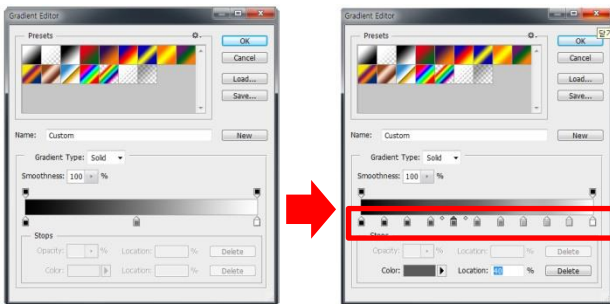 Gradient Editor
Presets
OK
Cancel
Load...
Save...
Name: Custom
New
Gradient Type: Solid
Smoothness: 100 %
Stops
Opacity: % Location: % Delete
Color: Location: % Delete
Gradient Editor
Presets
OK
닫기
Cancel
Load...
Save...
Name: Custom
New
Gradient Type: Solid
Smoothness: 100 %
Stops
Opacity: % Location: % Delete
Color: Location: 40 % Delete